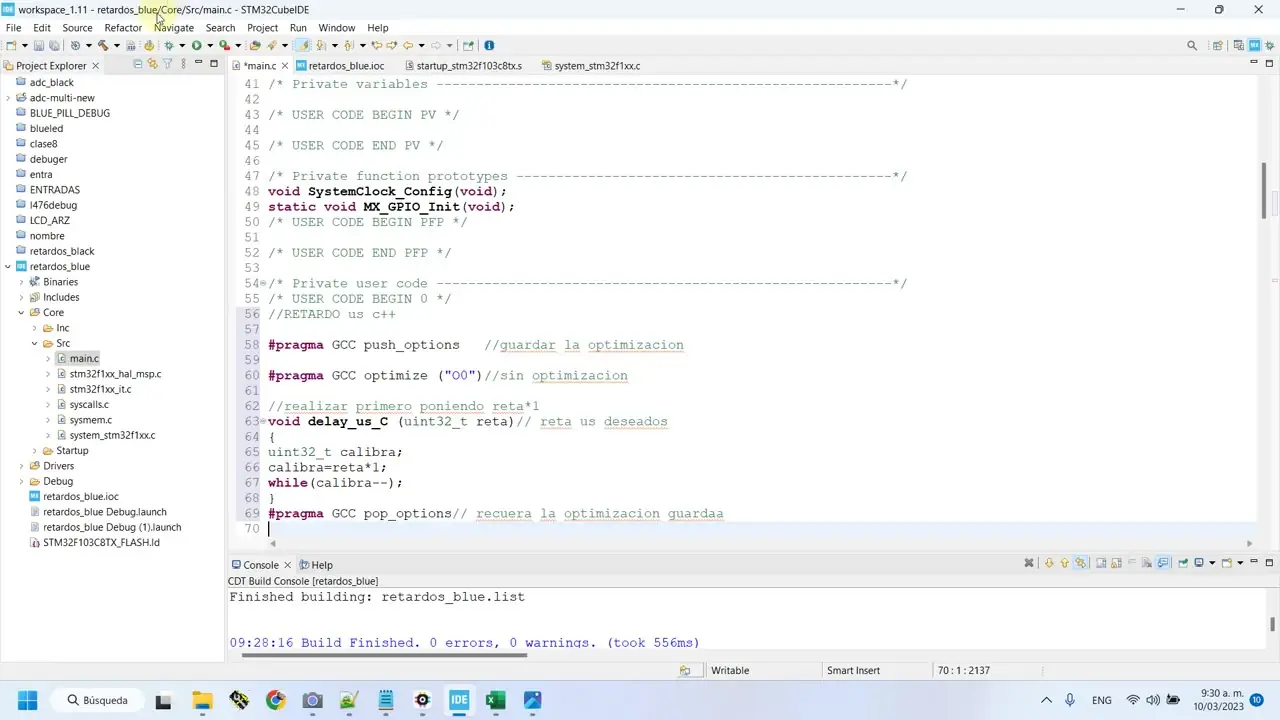 workspace_1.11 - retardos_blue/Core/Src/main.c - STM32CubeIDE
File Edit Source Refactor Navigate Search Project Run Window Help
Project Explorer
adc_black
adc-multi-new
BLUE_PILL_DEBUG
blueled
clase8
debuger
entra
ENTRADAS
l476debug
LCD_ARZ
nombre
retardos_black
retardos_blue
Binaries
Includes
Core
Inc
Src
main.c
stm32f1xx_hal_msp.c
stm32f1xx_it.c
syscalls.c
sysmem.c
system_stm32f1xx.c
Startup
Drivers
Debug
retardos_blue.ioc
retardos_blue Debug.launch
retardos_blue Debug (1).launch
STM32F103C8TX_FLASH.ld
*main.c retardos_blue.ioc startup_stm32f103c8tx.s system_stm32f1xx.c
41 /* Private variables ---------------------------------------------------------*/
42
43 /* USER CODE BEGIN PV */
44
45 /* USER CODE END PV */
46
47 /* Private function prototypes -----------------------------------------------*/
48 void SystemClock_Config(void);
49 static void MX_GPIO_Init(void);
50 /* USER CODE BEGIN PFP */
51
52 /* USER CODE END PFP */
53
54 /* Private user code ---------------------------------------------------------*/
55 /* USER CODE BEGIN 0 */
56 //RETARDO us c++
57
58 #pragma GCC push_options //guardar la optimizacion
59
60 #pragma GCC optimize ("O0")//sin optimizacion
61
62 //realizar primero poniendo reta*1
63 void delay_us_C (uint32_t reta)// reta us deseados
64 {
65 uint32_t calibra;
66 calibra=reta*1;
67 while(calibra--);
68 }
69 #pragma GCC pop_options// recuera la optimizacion guardaa
70
Console Help
CDT Build Console [retardos_blue]
Finished building: retardos_blue.list
09:28:16 Build Finished. 0 errors, 0 warnings. (took 556ms)
Writable Smart Insert 70 : 1 : 2137
Búsqueda
IDE
ENG
9:30 a. m.
10/03/2023
10